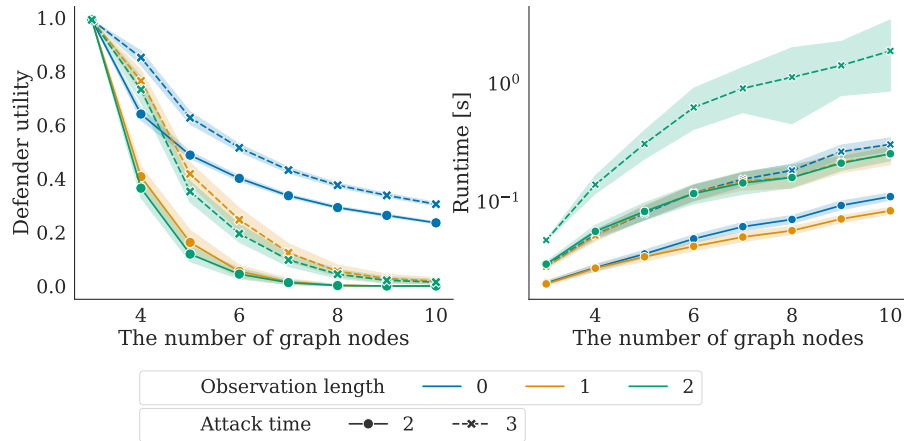 Defender utility
1.0
0.8
0.6
0.4
0.2
0.0
4
6
8
10
The number of graph nodes
Runtime [s]
10⁰
10⁻¹
4
6
8
10
The number of graph nodes
Observation length 0 1 2
Attack time 2 3